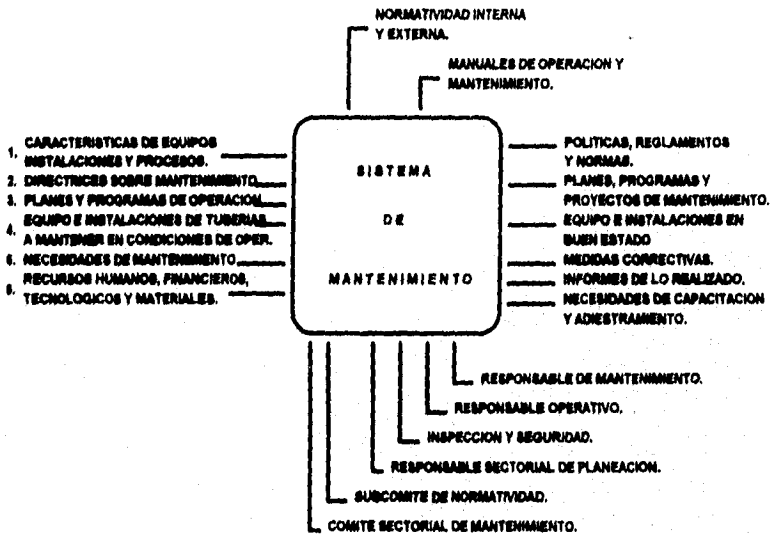 NORMATIVIDAD INTERNA
Y EXTERNA.
MANUALES DE OPERACION Y
MANTENIMIENTO.
1. CARACTERISTICAS DE EQUIPOS
INSTALACIONES Y PROCESOS.
2. DIRECTRICES SOBRE MANTENIMIENTO
3. PLANES Y PROGRAMAS DE OPERACION
4. EQUIPO E INSTALACIONES DE TUBERIAS
A MANTENER EN CONDICIONES DE OPER.
5. NECESIDADES DE MANTENIMIENTO
6. RECURSOS HUMANOS, FINANCIEROS,
TECNOLOGICOS Y MATERIALES.
SISTEMA
DE
MANTENIMIENTO
POLITICAS, REGLAMENTOS
Y NORMAS.
PLANES, PROGRAMAS Y
PROYECTOS DE MANTENIMIENTO.
EQUIPO E INSTALACIONES EN
BUEN ESTADO
MEDIDAS CORRECTIVAS.
INFORMES DE LO REALIZADO.
NECESIDADES DE CAPACITACION
Y ADIESTRAMIENTO.
RESPONSABLE DE MANTENIMIENTO.
RESPONSABLE OPERATIVO.
INSPECCION Y SEGURIDAD.
RESPONSABLE SECTORIAL DE PLANEACION.
SUBCOMITE DE NORMATIVIDAD.
COMITE SECTORIAL DE MANTENIMIENTO.